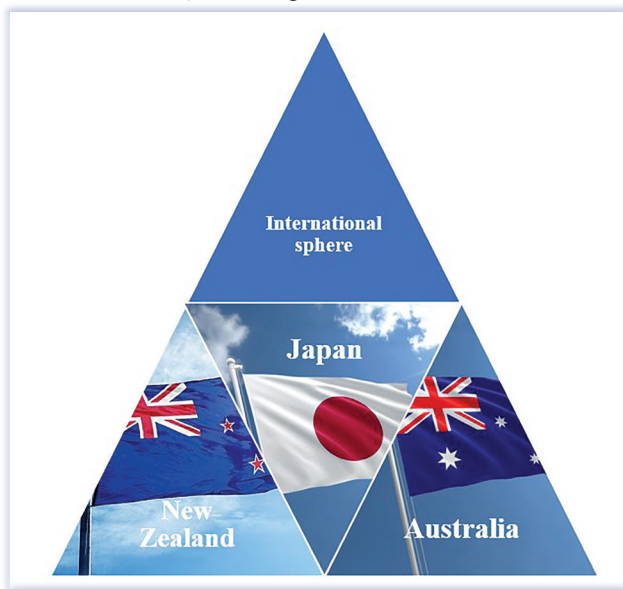 International
sphere
Japan
New
Zealand
Australia